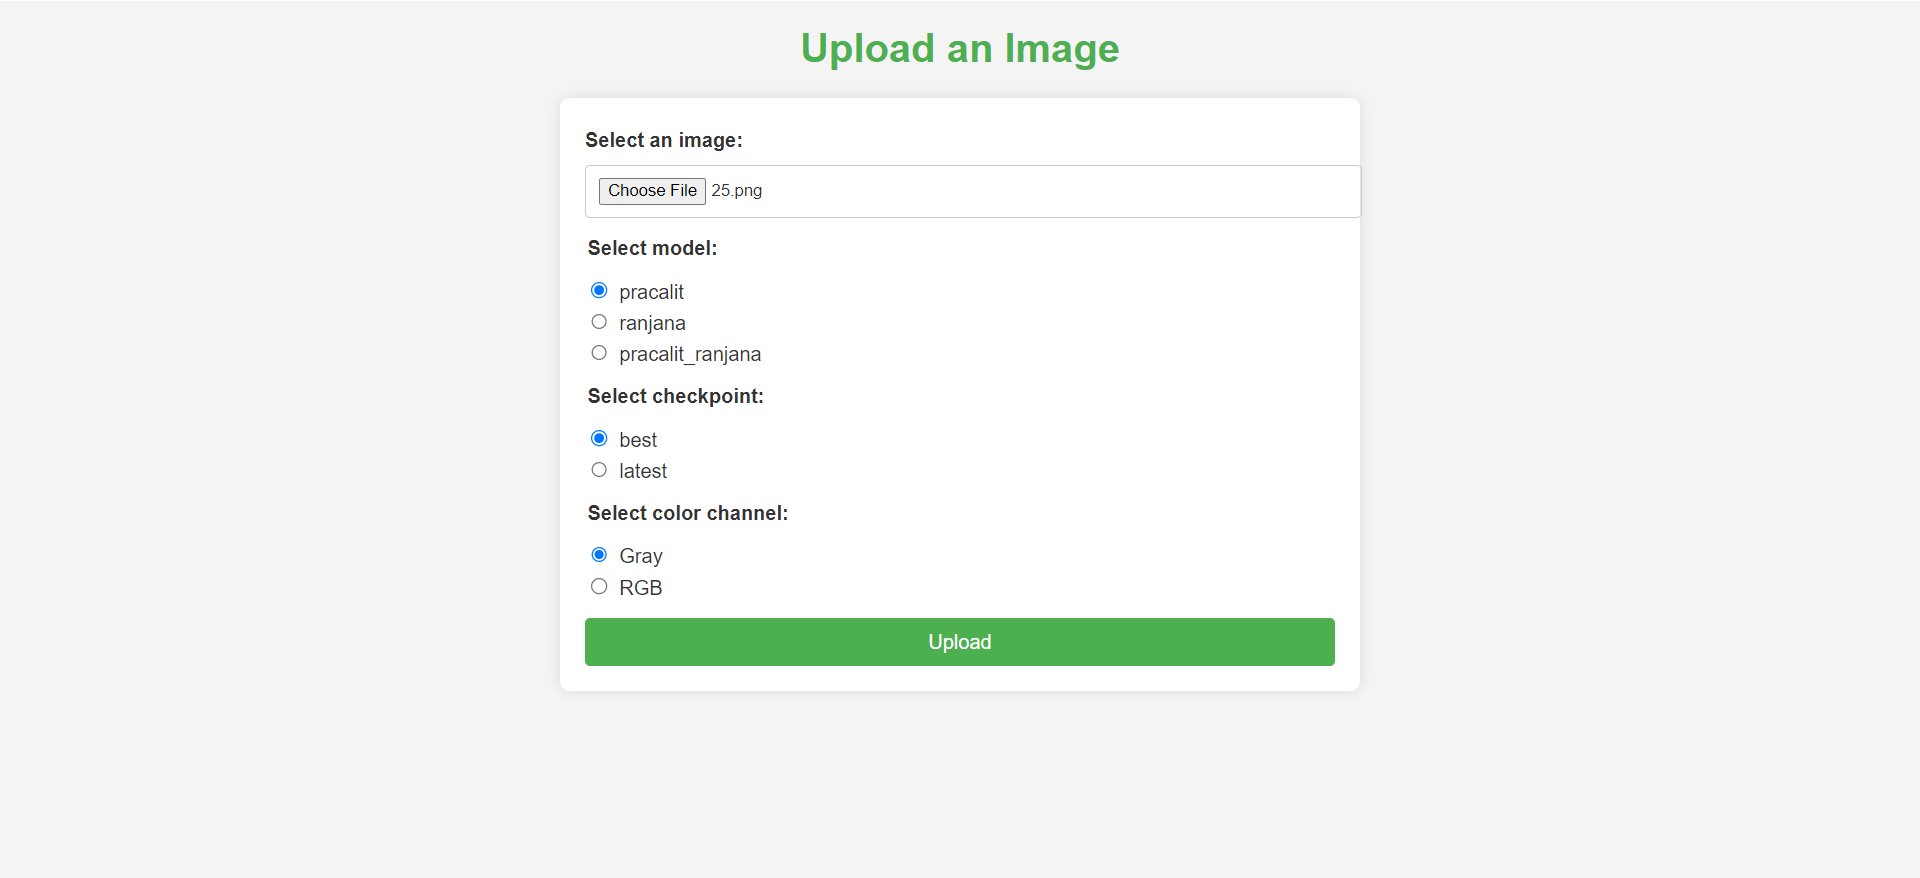 Upload an Image
Select an image:
Choose File 25.png
Select model:
pracalit
ranjana
pracalit_ranjana
Select checkpoint:
best
latest
Select color channel:
Gray
RGB
Upload